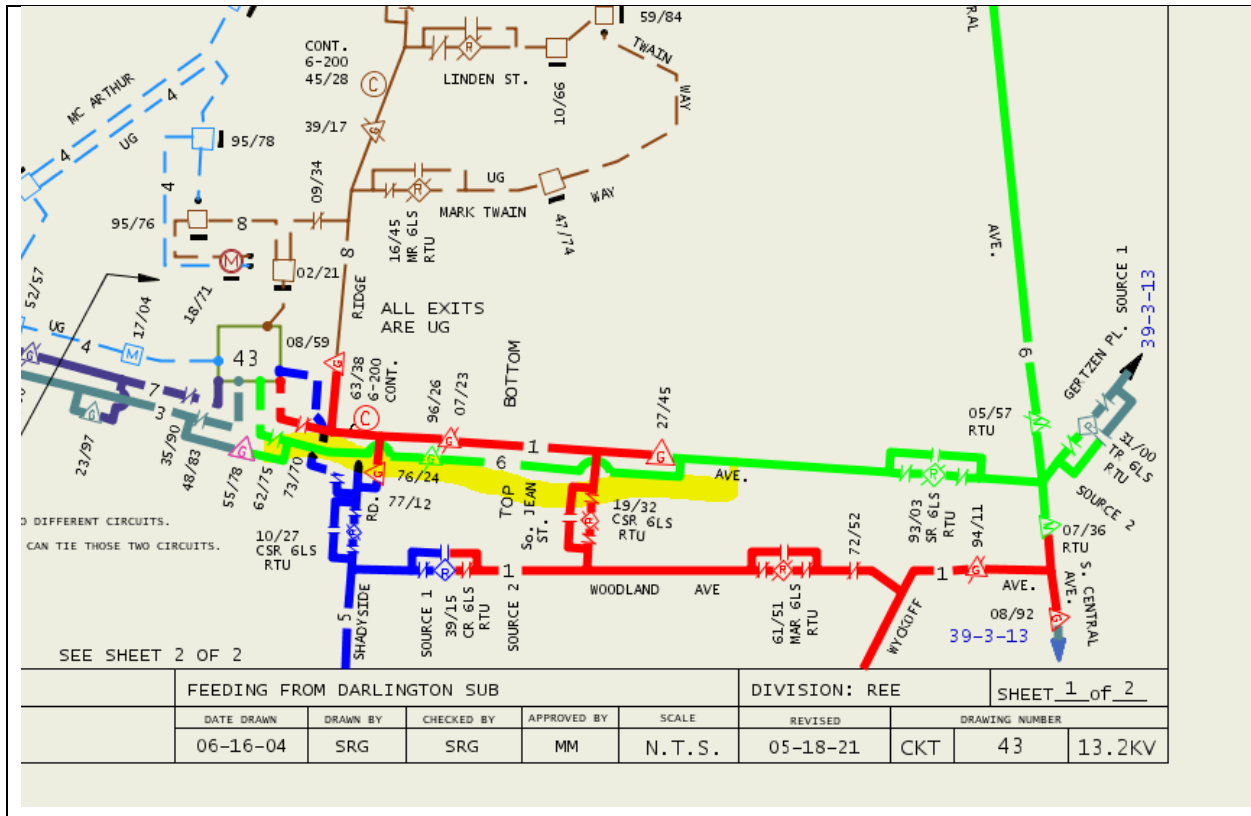 59/84
RAL
CONT.
6-200
45/28
LINDEN ST.
TWAIN
WAY
10/66
MC ARTHUR
4
UG
4
39/17
95/78
4
09/34
UG
MARK TWAIN
WAY
47/74
16/45
MR 6LS
RTU
95/76
8
8
RIDGE
AVE.
02/21
M
18/71
52/57
17/04
UG
M
4
ALL EXITS
ARE UG
08/59
43
63/38
6-200
CONT.
C
C
96/26
07/23
BOTTOM
27/45
6
GERTZEN PL. SOURCE 1
39-3-13
05/57
RTU
31/00
TR 6LS
RTU
SOURCE 2
7
3
23/97
35/90
48/83
55/78
62/75
73/70
1
6
76/24
77/12
RD.
TOP
So. JEAN
ST.
19/32
CSR 6LS
RTU
AVE.
93/03
SR 6LS
RTU
94/11
07/36
RTU
72/52
O DIFFERENT CIRCUITS.
CAN TIE THOSE TWO CIRCUITS.
10/27
CSR 6LS
RTU
5
SHADYSIDE
SOURCE 1
39/15
CR 6LS
RTU
SOURCE 2
1
WOODLAND AVE
61/51
MAR 6LS
RTU
WYCKOFF
1
AVE.
S. CENTRAL
AVE.
08/92
39-3-13
SEE SHEET 2 OF 2
FEEDING FROM DARLINGTON SUB
DIVISION: REE
SHEET 1 of 2
DATE DRAWN
DRAWN BY
CHECKED BY
APPROVED BY
SCALE
REVISED
DRAWING NUMBER
06-16-04
SRG
SRG
MM
N.T.S.
05-18-21
CKT
43
13.2KV